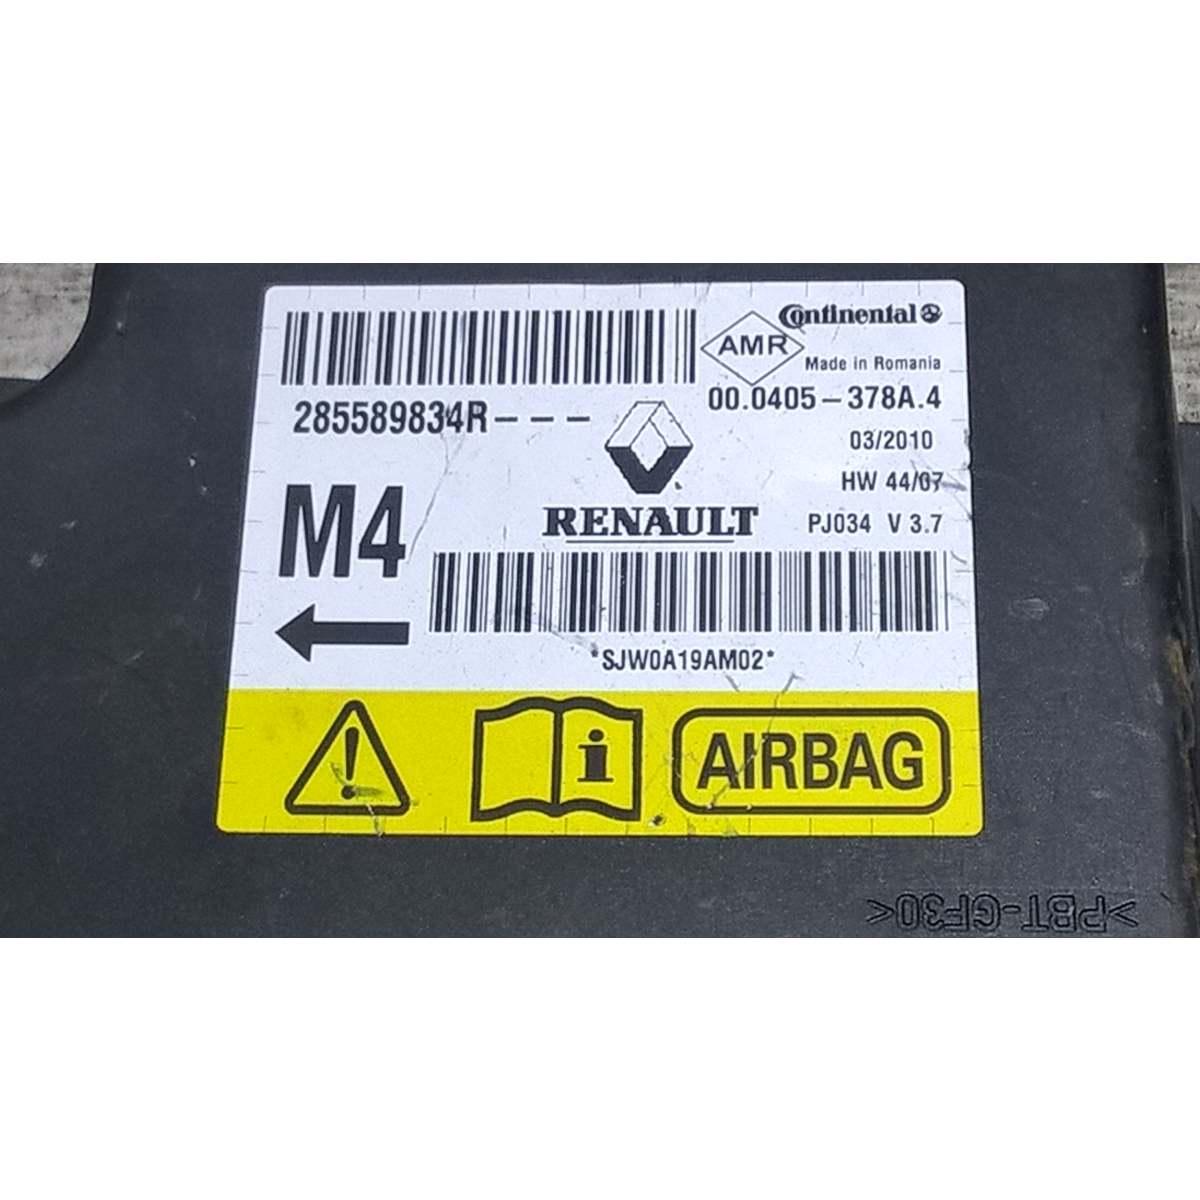 Continental
AMR
Made in Romania
285589834R---
00.0405-378A.4
03/2010
HW 44/07
M4
RENAULT
PJ034 V 3.7
*SJW0A19AM02*
AIRBAG
>PBT-GF30<